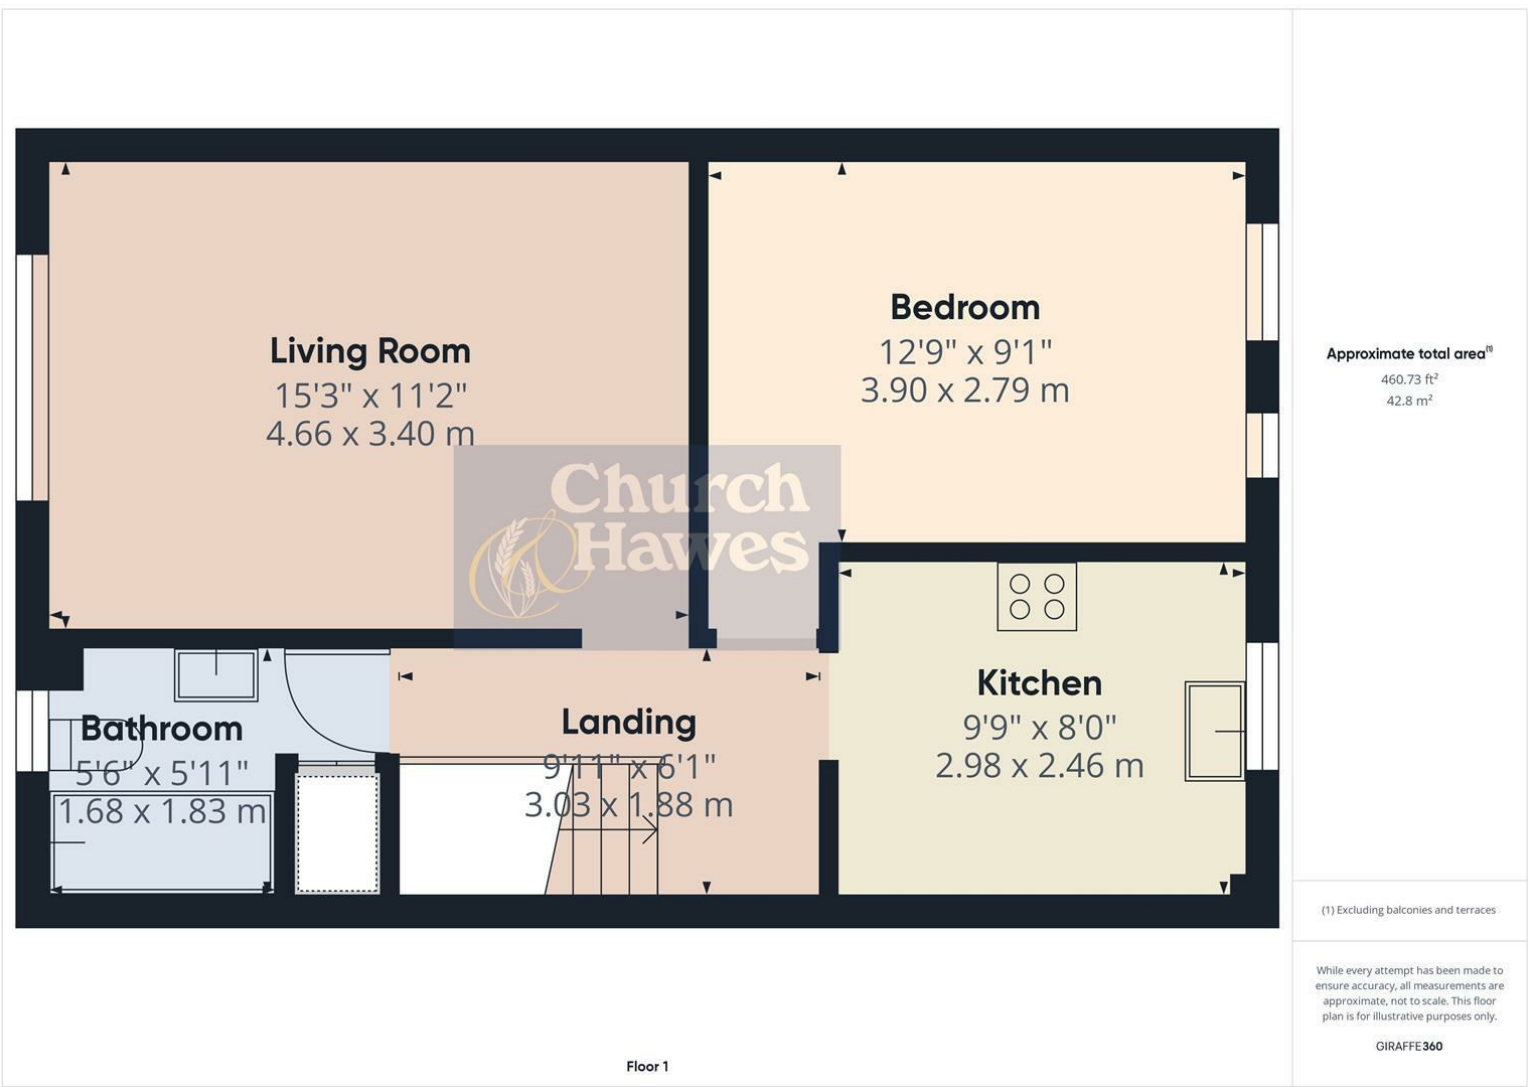 Living Room
15'3" x 11'2"
4.66 x 3.40 m
Bedroom
12'9" x 9'1"
3.90 x 2.79 m
Church
& Hawes
Bathroom
5'6" x 5'11"
1.68 x 1.83 m
Landing
9'11" x 6'1"
3.03 x 1.88 m
Kitchen
9'9" x 8'0"
2.98 x 2.46 m
Floor 1
Approximate total area(1)
460.73 ft²
42.8 m²
(1) Excluding balconies and terraces
While every attempt has been made to
ensure accuracy, all measurements are
approximate, not to scale. This floor
plan is for illustrative purposes only.
GIRAFFE360